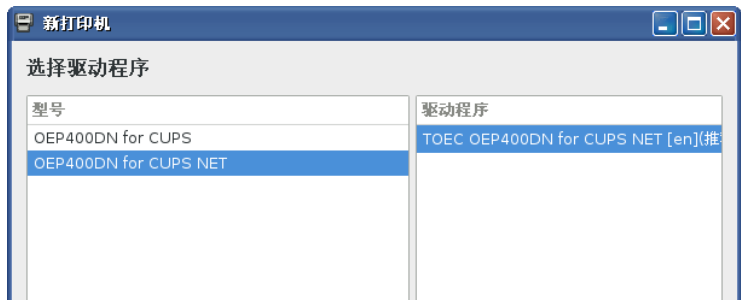 新打印机
选择驱动程序
型号
驱动程序
OEP400DN for CUPS
TOEC OEP400DN for CUPS NET [en](推
OEP400DN for CUPS NET